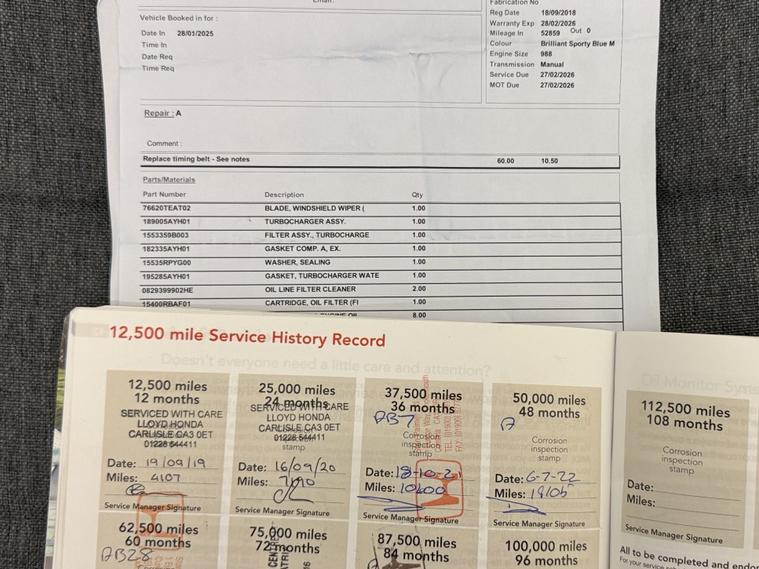 Fabrication No
Reg Date 18/09/2018
Vehicle Booked in for :
Warranty Exp 28/02/2026
Date In 28/01/2025
Mileage In 52859 Out 0
Time In
Colour Brilliant Sporty Blue M
Date Req
Engine Size 988
Time Req
Transmission Manual
Service Due 27/02/2026
MOT Due 27/02/2026
Repair : A
Comment :
Replace timing belt - See notes 60.00 10.50
Parts/Materials
Part Number Description Qty
76620TEAT02 BLADE, WINDSHIELD WIPER ( 1.00
189005AYH01 TURBOCHARGER ASSY. 1.00
1553359B003 FILTER ASSY., TURBOCHARGE 1.00
182335AYH01 GASKET COMP. A, EX. 1.00
15535RPYG00 WASHER, SEALING 1.00
195285AYH01 GASKET, TURBOCHARGER WATE 1.00
0829399902HE OIL LINE FILTER CLEANER 2.00
15400RBAF01 CARTRIDGE, OIL FILTER (FI 1.00
8.00
12,500 mile Service History Record
Doesn't everyone need a little care and attention?
12,500 miles
12 months
SERVICED WITH CARE
LLOYD HONDA
CARLISLE CA3 0ET
01228 544411
Date: 19/09/19
Miles: 4107
Service Manager Signature
25,000 miles
24 months
SERVICED WITH CARE
LLOYD HONDA
CARLISLE CA3 0ET
01228 544411
stamp
Date: 16/09/20
Miles:
Service Manager Signature
37,500 miles
36 months
Corrosion
inspection
stamp
Date:
Miles: 10600
Service Manager Signature
50,000 miles
48 months
Corrosion
inspection
stamp
Date: 6-7-22
Miles:
Service Manager Signature
112,500 miles
108 months
Corrosion
inspection
stamp
Date:
Miles:
Service Manager Signature
62,500 miles
60 months
75,000 miles
72 months
87,500 miles
84 months
100,000 miles
96 months
All to be completed and endo